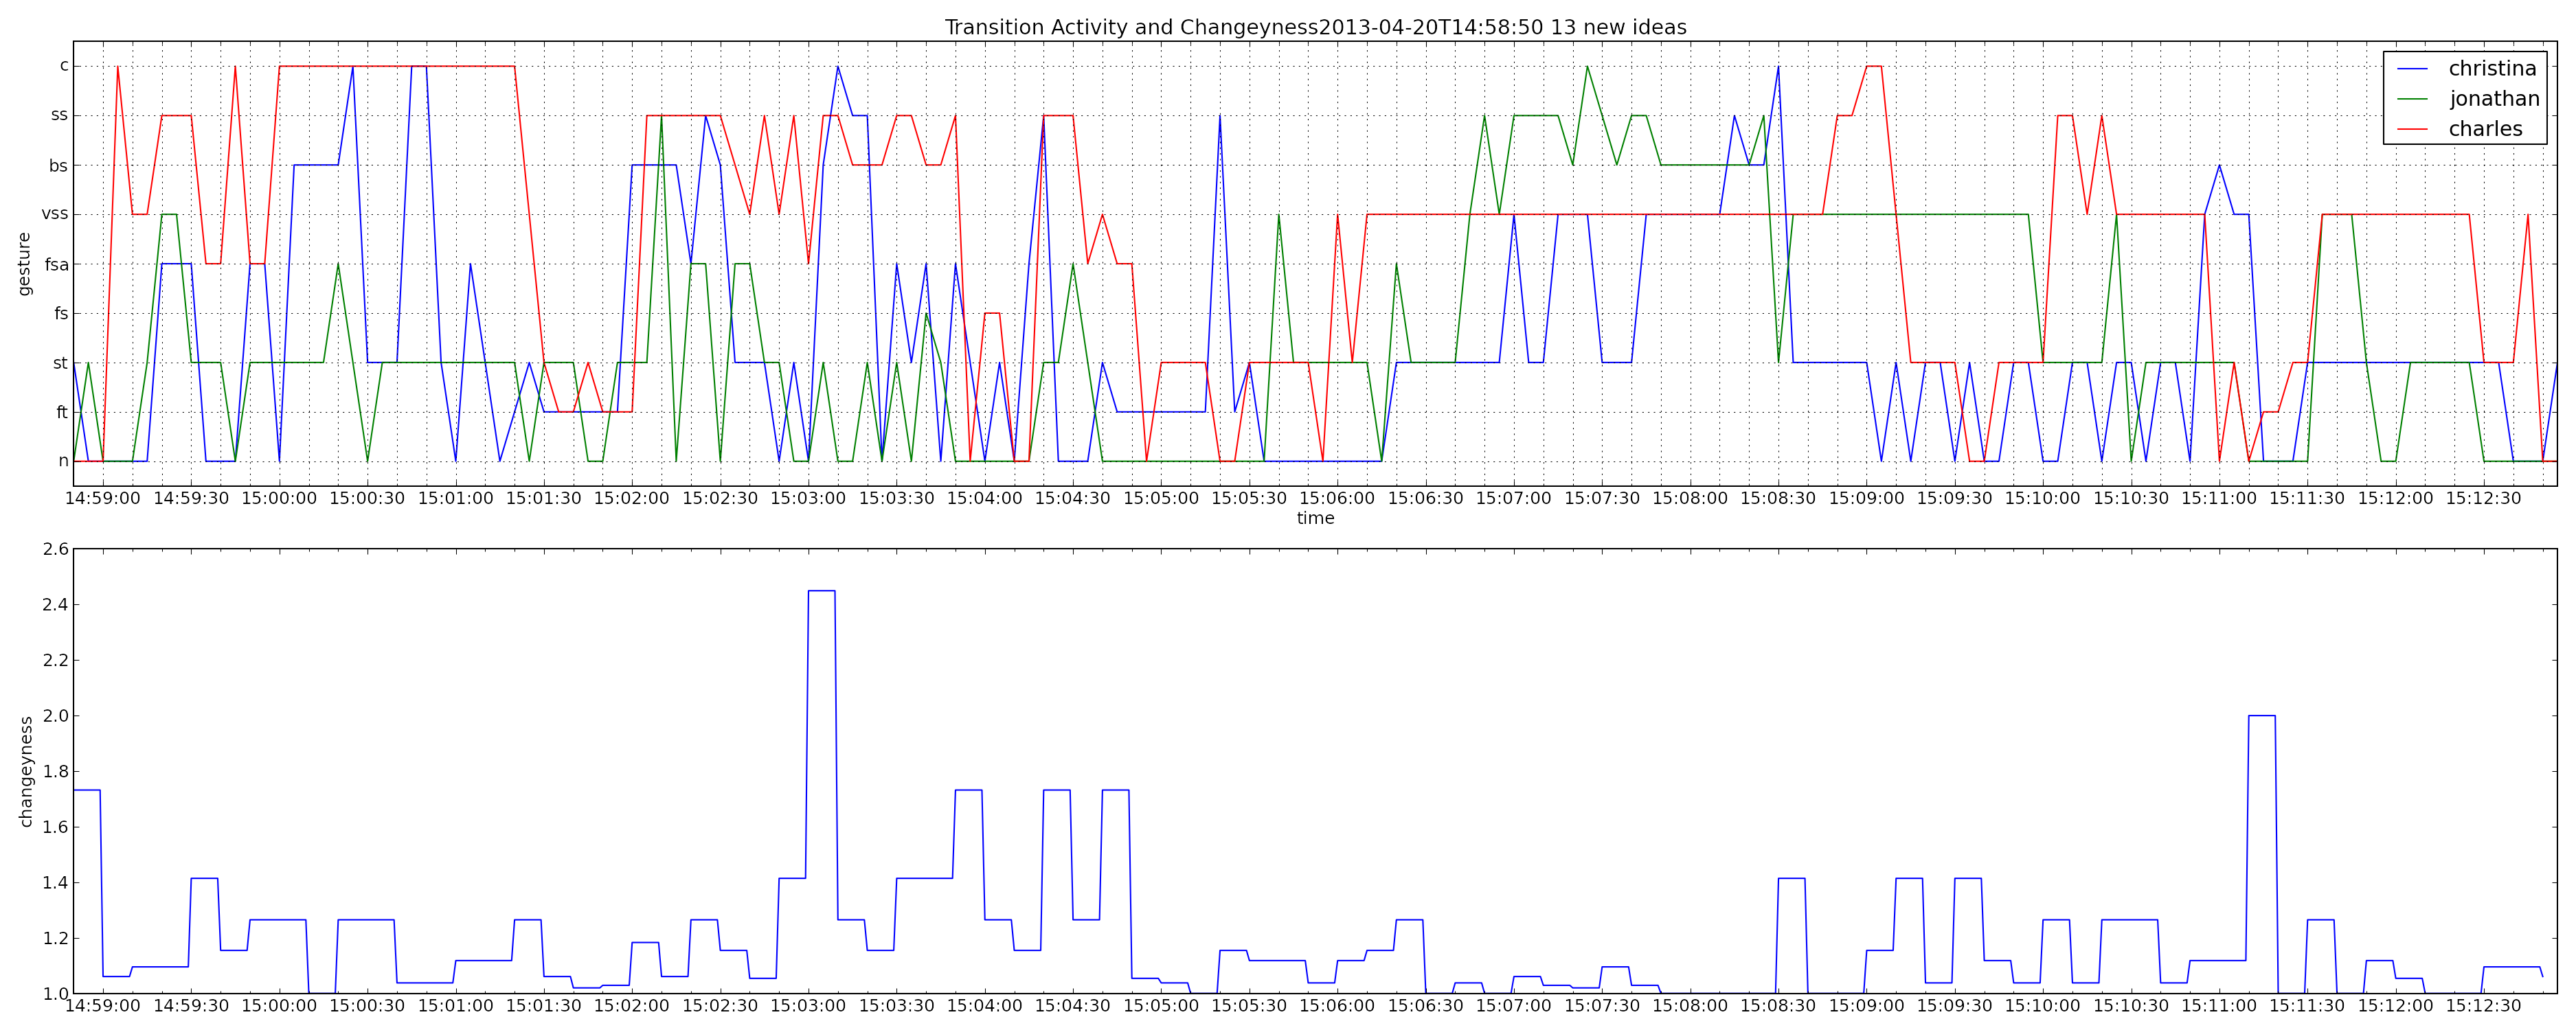 Transition Activity and Changeyness2013-04-20T14:58:50 13 new ideas
c
ss
bs
vss
fsa
fs
st
ft
n
gesture
christina
jonathan
charles
14:59:00 14:59:30 15:00:00 15:00:30 15:01:00 15:01:30 15:02:00 15:02:30 15:03:00 15:03:30 15:04:00 15:04:30 15:05:00 15:05:30 15:06:00 15:06:30 15:07:00 15:07:30 15:08:00 15:08:30 15:09:00 15:09:30 15:10:00 15:10:30 15:11:00 15:11:30 15:12:00 15:12:30
time
2.6
2.4
2.2
2.0
1.8
1.6
1.4
1.2
1.0
changeyness
14:59:00 14:59:30 15:00:00 15:00:30 15:01:00 15:01:30 15:02:00 15:02:30 15:03:00 15:03:30 15:04:00 15:04:30 15:05:00 15:05:30 15:06:00 15:06:30 15:07:00 15:07:30 15:08:00 15:08:30 15:09:00 15:09:30 15:10:00 15:10:30 15:11:00 15:11:30 15:12:00 15:12:30